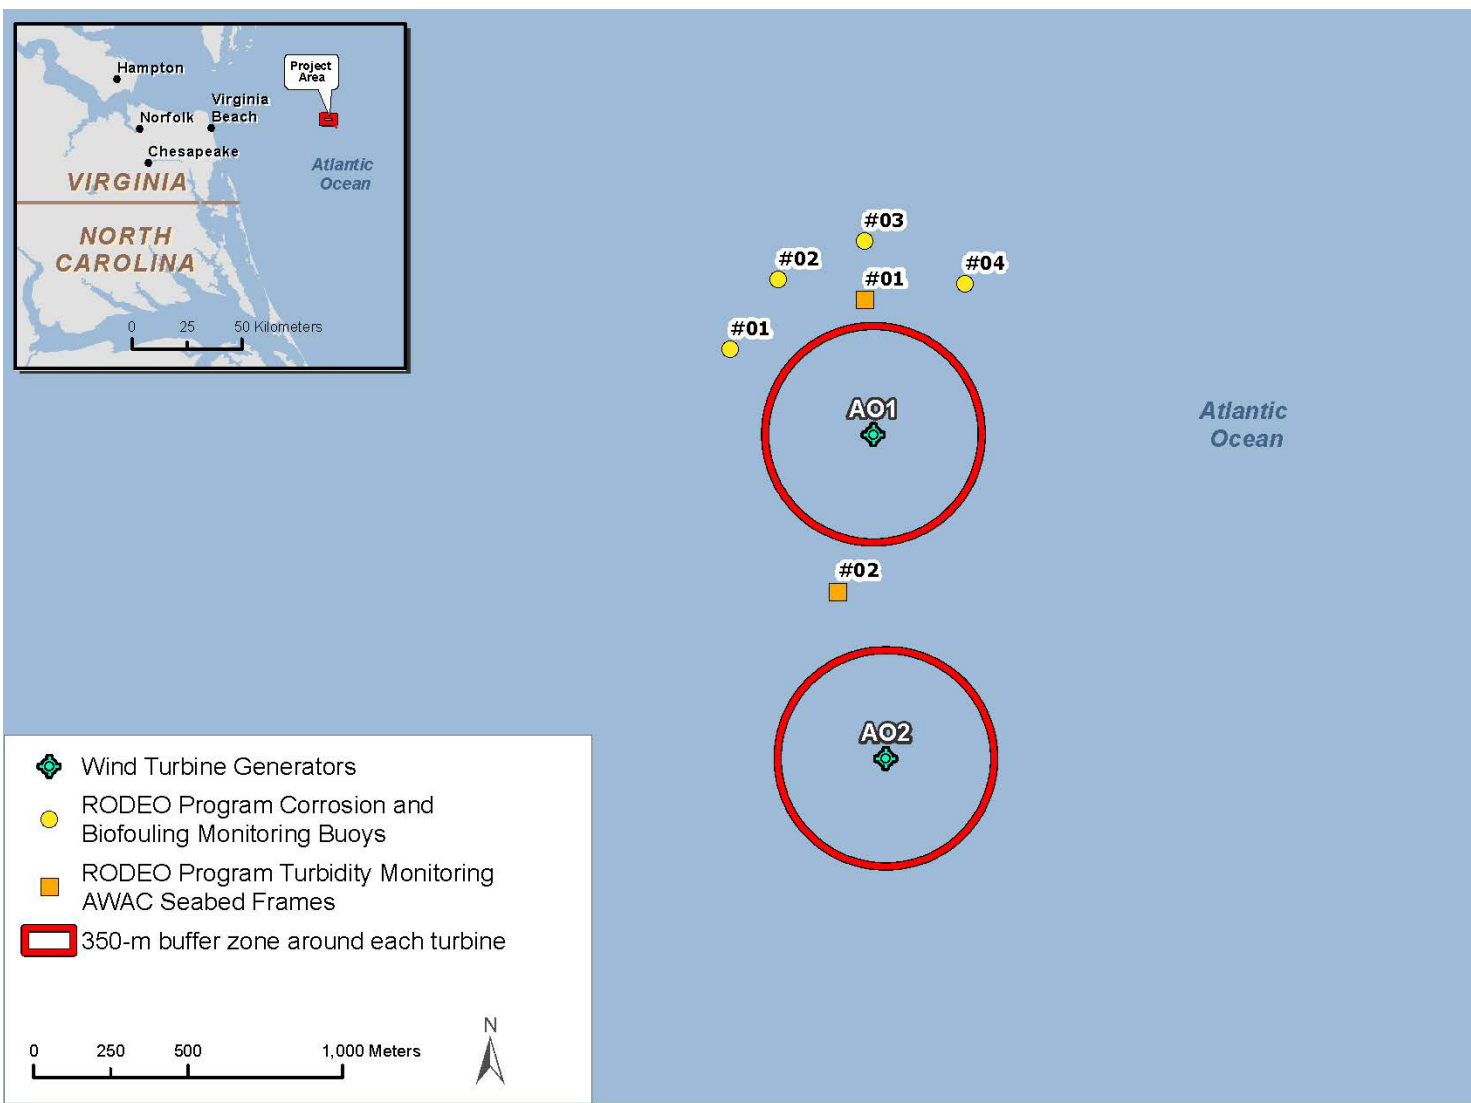 Hampton
Project
Area
Virginia
Beach
Norfolk
Chesapeake
Atlantic
Ocean
VIRGINIA
NORTH
CAROLINA
0 25 50 Kilometers
#03
#02
#04
#01
#01
AO1
Atlantic
Ocean
#02
AO2
Wind Turbine Generators
RODEO Program Corrosion and
Biofouling Monitoring Buoys
RODEO Program Turbidity Monitoring
AWAC Seabed Frames
350-m buffer zone around each turbine
N
0 250 500 1,000 Meters